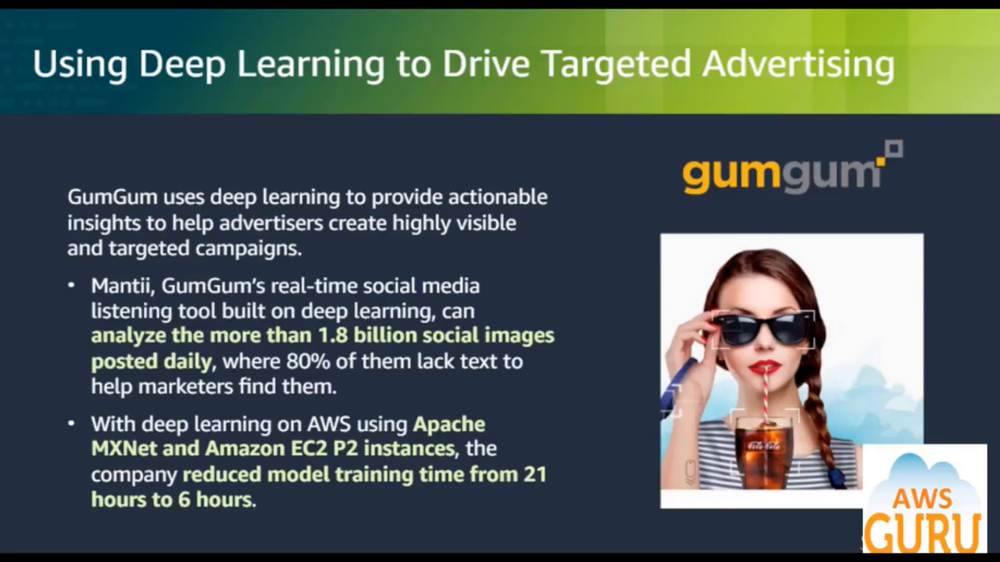 Using Deep Learning to Drive Targeted Advertising
gumgum
GumGum uses deep learning to provide actionable
insights to help advertisers create highly visible
and targeted campaigns.
• Mantii, GumGum's real-time social media
listening tool built on deep learning, can
analyze the more than 1.8 billion social images
posted daily, where 80% of them lack text to
help marketers find them.
• With deep learning on AWS using Apache
MXNet and Amazon EC2 P2 instances, the
company reduced model training time from 21
hours to 6 hours.
Coca-Cola
AWS
GURU